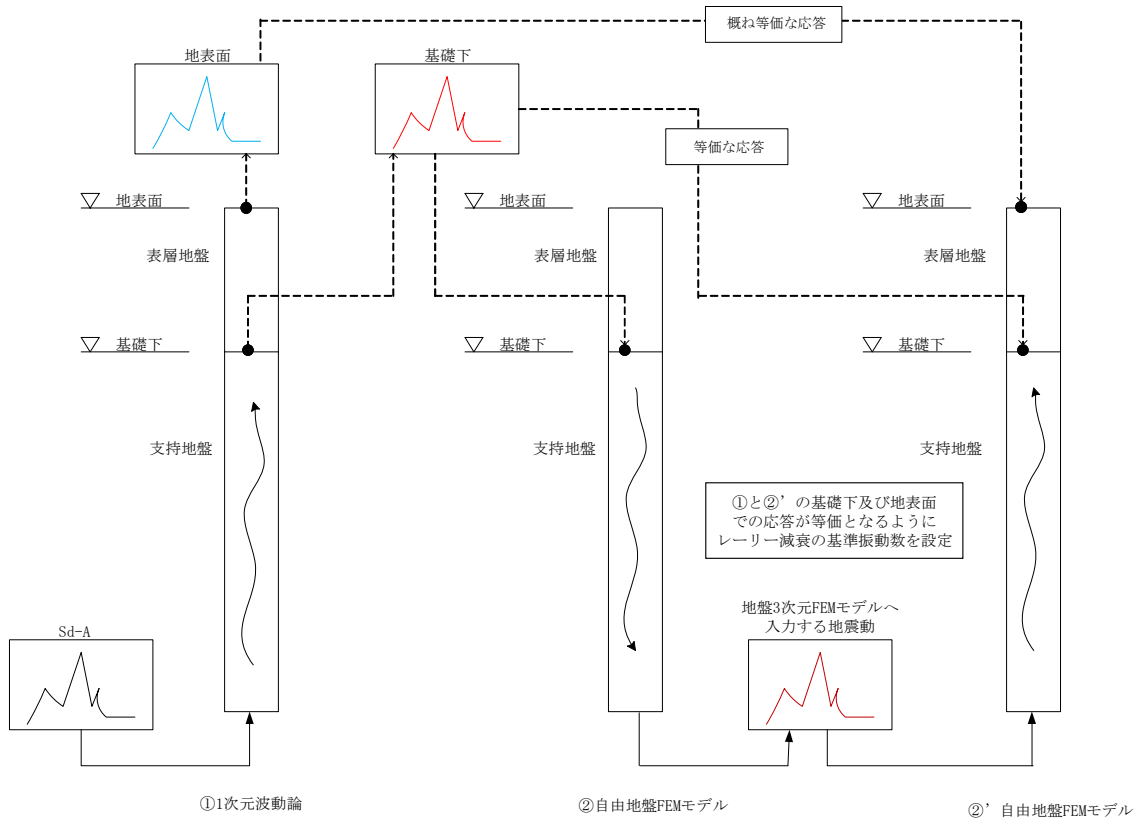 概ね等価な応答
地表面
基礎下
等価な応答
地表面
地表面
地表面
表層地盤
表層地盤
表層地盤
基礎下
基礎下
基礎下
支持地盤
支持地盤
支持地盤
①と②’の基礎下及び地表面
での応答が等価となるように
レーリー減衰の基準振動数を設定
地盤3次元FEMモデルへ
入力する地震動
Sd-A
①1次元波動論
②自由地盤FEMモデル
②’自由地盤FEMモデル